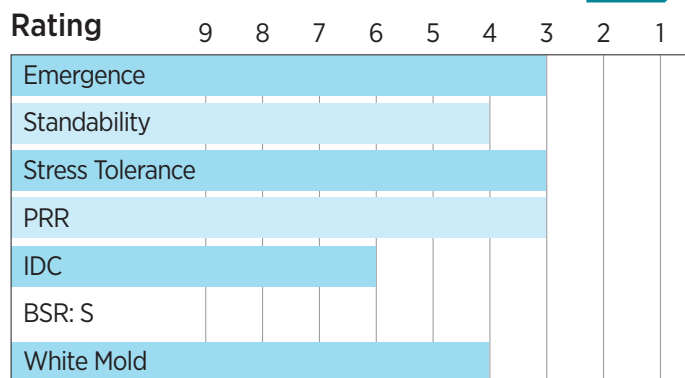 Rating 9 8 7 6 5 4 3 2 1
Emergence
Standability
Stress Tolerance
PRR
IDC
BSR: S
White Mold